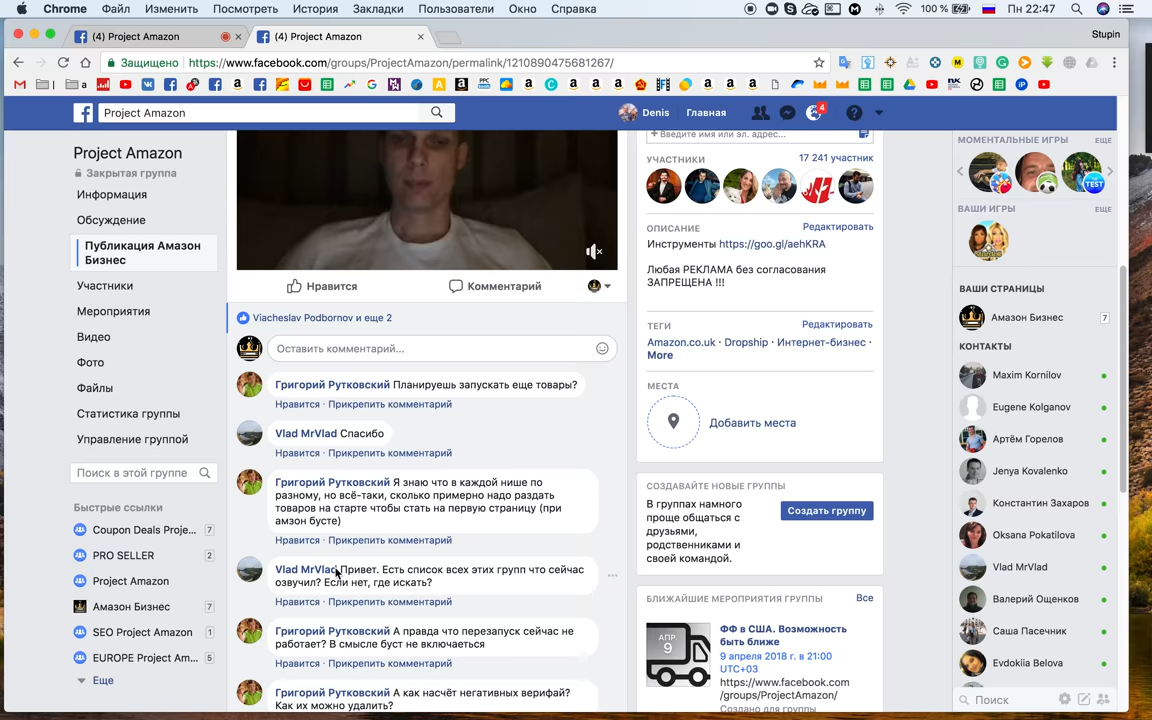 Chrome Файл Изменить Посмотреть История Закладки Пользователи Окно Справка 100 % Пн 22:47
(4) Project Amazon × (4) Project Amazon × Stupin
Защищено https://www.facebook.com/groups/ProjectAmazon/permalink/1210890475681267/
Project Amazon Denis Главная 4
Project Amazon
Закрытая группа
Информация
Обсуждение
Публикация Амазон
Бизнес
Участники
Мероприятия
Видео
Фото
Файлы
Статистика группы
Управление группой
Поиск в этой группе
Быстрые ссылки
Coupon Deals Proje... 7
PRO SELLER 2
Project Amazon
Амазон Бизнес 7
SEO Project Amazon 1
EUROPE Project Am... 5
Еще
Нравится Комментарий
Viacheslav Podbornov и еще 2
Оставить комментарий...
Григорий Рутковский Планируешь запускать еще товары?
Нравится · Прикрепить комментарий
Vlad MrVlad Спасибо
Нравится · Прикрепить комментарий
Григорий Рутковский Я знаю что в каждой нише по
разному, но всё-таки, сколько примерно надо раздать
товаров на старте чтобы стать на первую страницу (при
амзон бусте)
Нравится · Прикрепить комментарий
Vlad MrVlad Привет. Есть список всех этих групп что сейчас
озвучил? Если нет, где искать?
Нравится · Прикрепить комментарий
Григорий Рутковский А правда что перезапуск сейчас не
работает? В смысле буст не включаеться
Нравится · Прикрепить комментарий
Григорий Рутковский А как насчёт негативных верифай?
Как их можно удалить?
+ Введите имя или эл. адрес...
УЧАСТНИКИ 17 241 участник
ОПИСАНИЕ Редактировать
Инструменты https://goo.gl/aehKRA
Любая РЕКЛАМА без согласования
ЗАПРЕЩЕНА !!!
ТЕГИ Редактировать
Amazon.co.uk · Dropship · Интернет-бизнес ·
More
МЕСТА
Добавить места
СОЗДАВАЙТЕ НОВЫЕ ГРУППЫ
В группах намного
проще общаться с
друзьями,
родственниками и
своей командой.
Создать группу
БЛИЖАЙШИЕ МЕРОПРИЯТИЯ ГРУППЫ Все
АПР.
9
ФФ в США. Возможность
быть ближе
9 апреля 2018 г. в 21:00
UTC+03
https://www.facebook.com
/groups/ProjectAmazon/
Создано для группы
МОМЕНТАЛЬНЫЕ ИГРЫ ЕЩЕ
TEST
ВАШИ ИГРЫ ЕЩЕ
ВАШИ СТРАНИЦЫ
Амазон Бизнес 7
КОНТАКТЫ
Maxim Kornilov
Eugene Kolganov
Артём Горелов
Jenya Kovalenko
Константин Захаров
Oksana Pokatilova
Vlad MrVlad
Валерий Ощенков
Саша Пасечник
Evdokiia Belova
Поиск